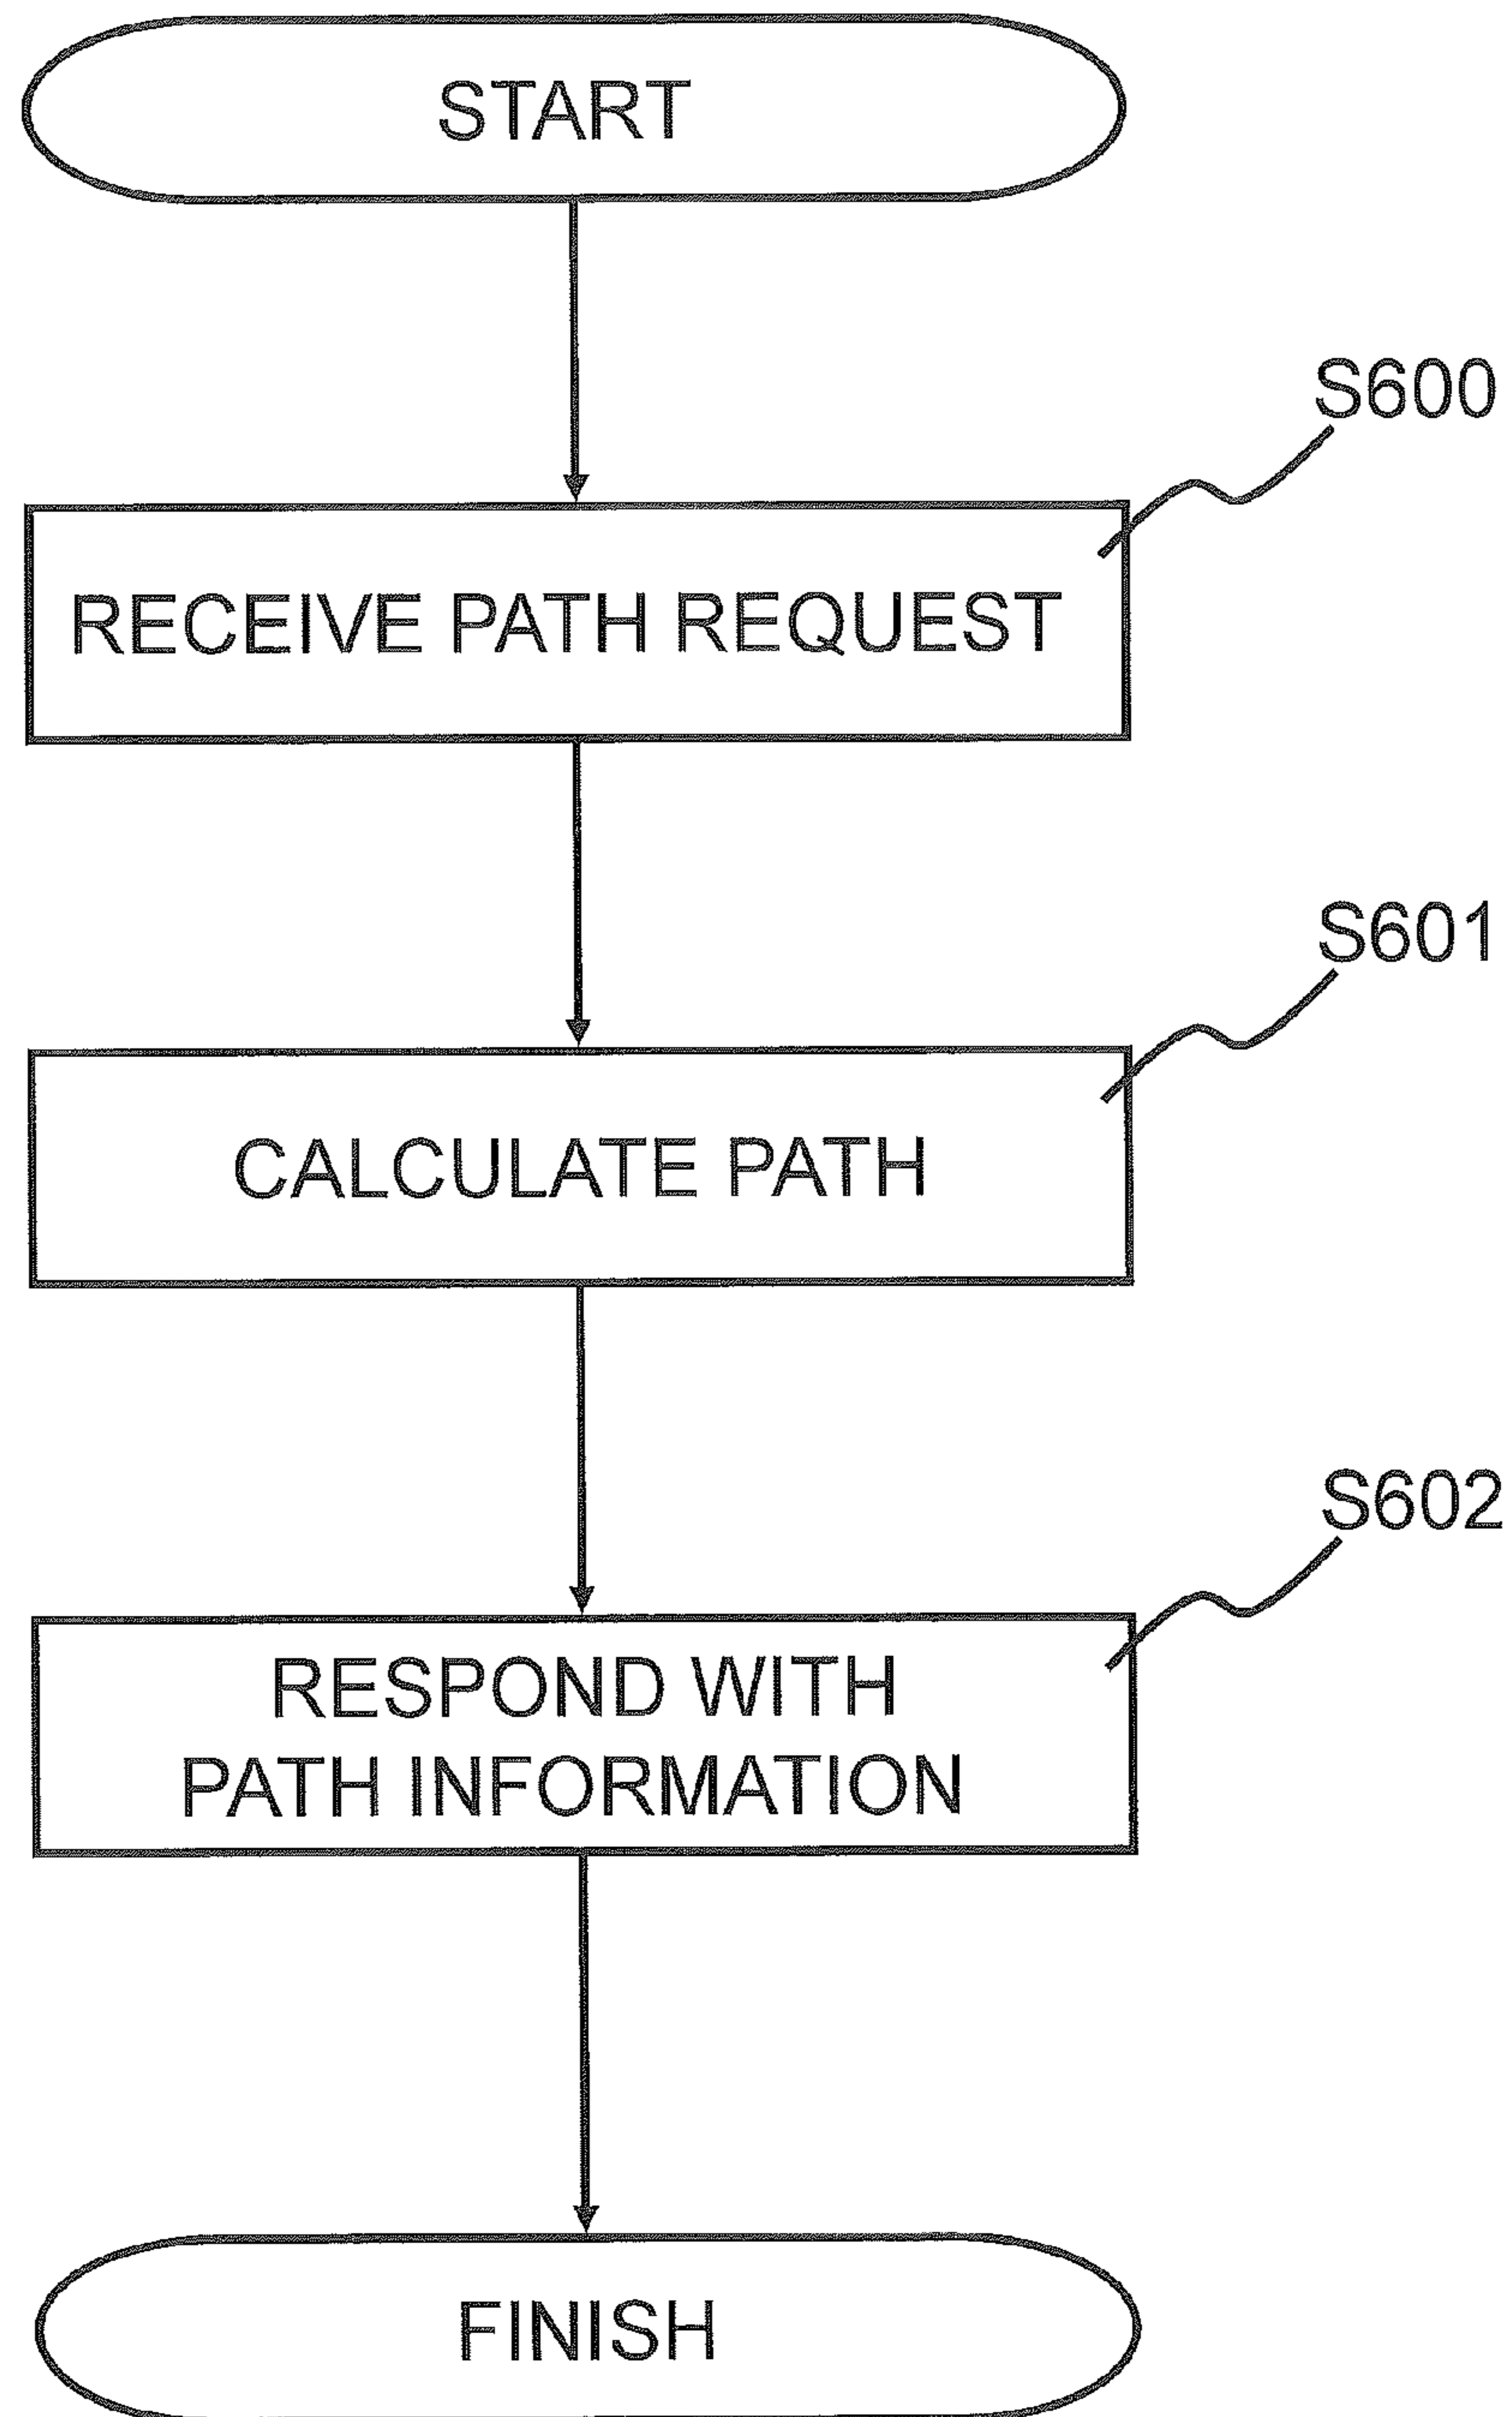 START
S600
RECEIVE PATH REQUEST
S601
CALCULATE PATH
S602
RESPOND WITH
PATH INFORMATION
FINISH